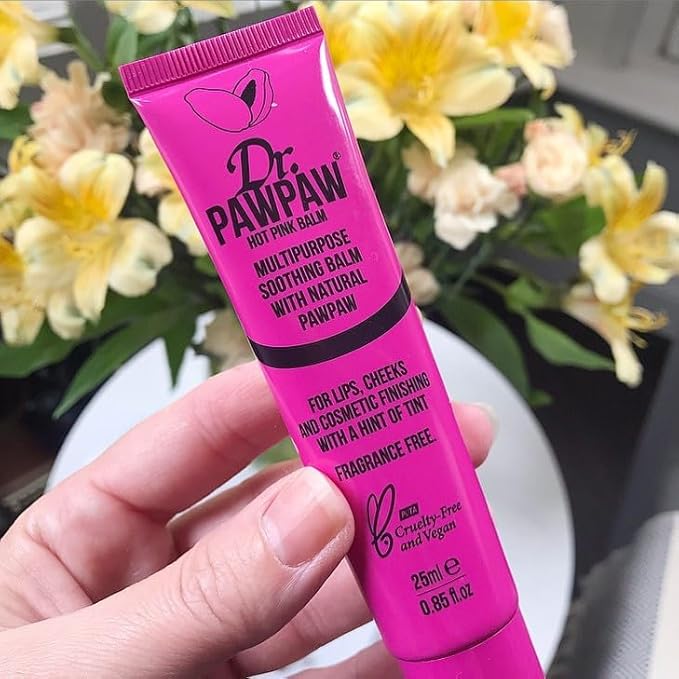 Dr.
PAWPAW®
HOT PINK BALM
MULTIPURPOSE
SOOTHING BALM
WITH NATURAL
PAWPAW
FOR LIPS, CHEEKS
AND COSMETIC FINISHING
WITH A HINT OF TINT
FRAGRANCE FREE.
PeTA
Cruelty-Free
and Vegan
25ml e
0.85 fl.oz